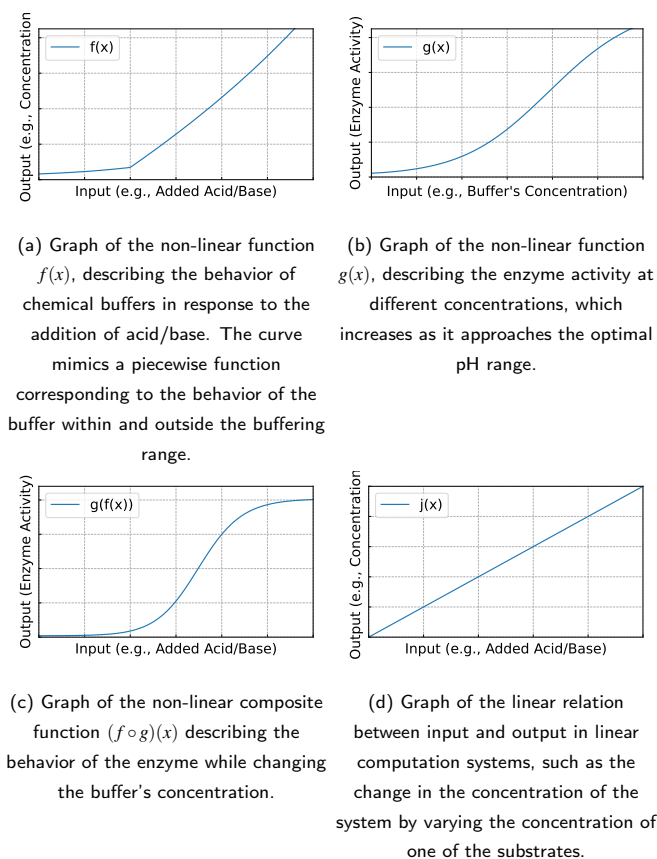 f(x)
Output (e.g., Concentration
Input (e.g., Added Acid/Base)
g(x)
Output (Enzyme Activity)
Input (e.g., Buffer's Concentration)
(a) Graph of the non-linear function
f(x), describing the behavior of
chemical buffers in response to the
addition of acid/base. The curve
mimics a piecewise function
corresponding to the behavior of the
buffer within and outside the buffering
range.
(b) Graph of the non-linear function
g(x), describing the enzyme activity at
different concentrations, which
increases as it approaches the optimal
pH range.
g(f(x))
Output (Enzyme Activity)
Input (e.g., Added Acid/Base)
j(x)
Output (e.g., Concentration
Input (e.g., Added Acid/Base)
(c) Graph of the non-linear composite
function (f∘g)(x) describing the
behavior of the enzyme while changing
the buffer's concentration.
(d) Graph of the linear relation
between input and output in linear
computation systems, such as the
change in the concentration of the
system by varying the concentration of
one of the substrates.